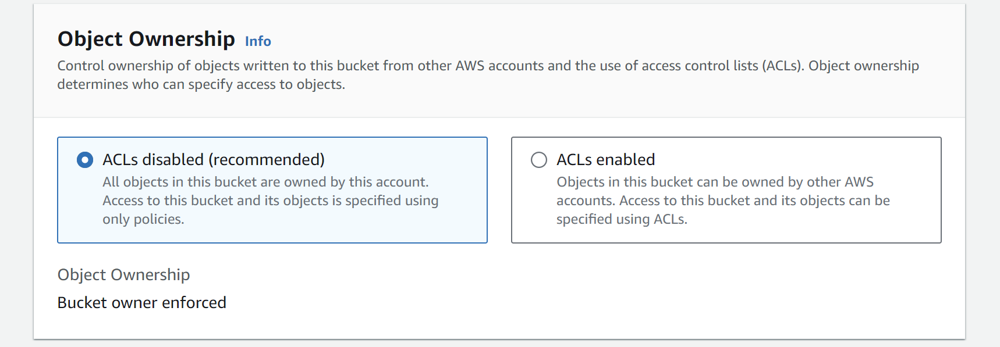 Object Ownership Info
Control ownership of objects written to this bucket from other AWS accounts and the use of access control lists (ACLs). Object ownership
determines who can specify access to objects.
ACLs disabled (recommended)
All objects in this bucket are owned by this account.
Access to this bucket and its objects is specified using
only policies.
ACLs enabled
Objects in this bucket can be owned by other AWS
accounts. Access to this bucket and its objects can be
specified using ACLs.
Object Ownership
Bucket owner enforced